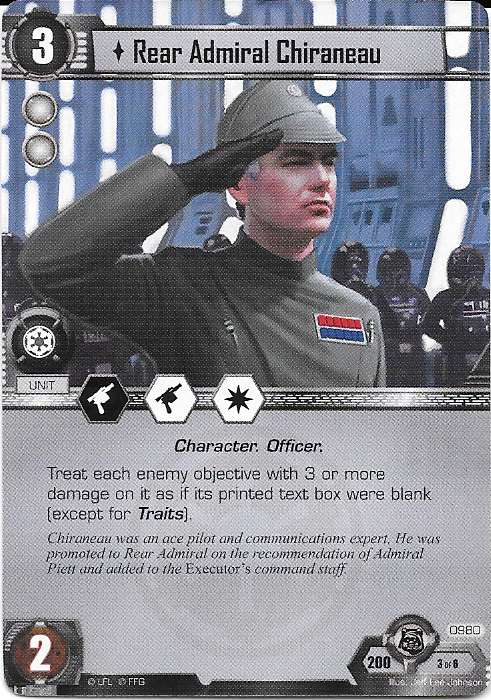 3
Rear Admiral Chiraneau
UNIT
Character. Officer.
Treat each enemy objective with 3 or more
damage on it as if its printed text box were blank
(except for Traits).
Chiraneau was an ace pilot and communications expert. He was
promoted to Rear Admiral on the recommendation of Admiral
Piett and added to the Executor's command staff.
0980
2
200
3 OF 6
© LFL © FFG
Illus. Jeff Lee Johnson